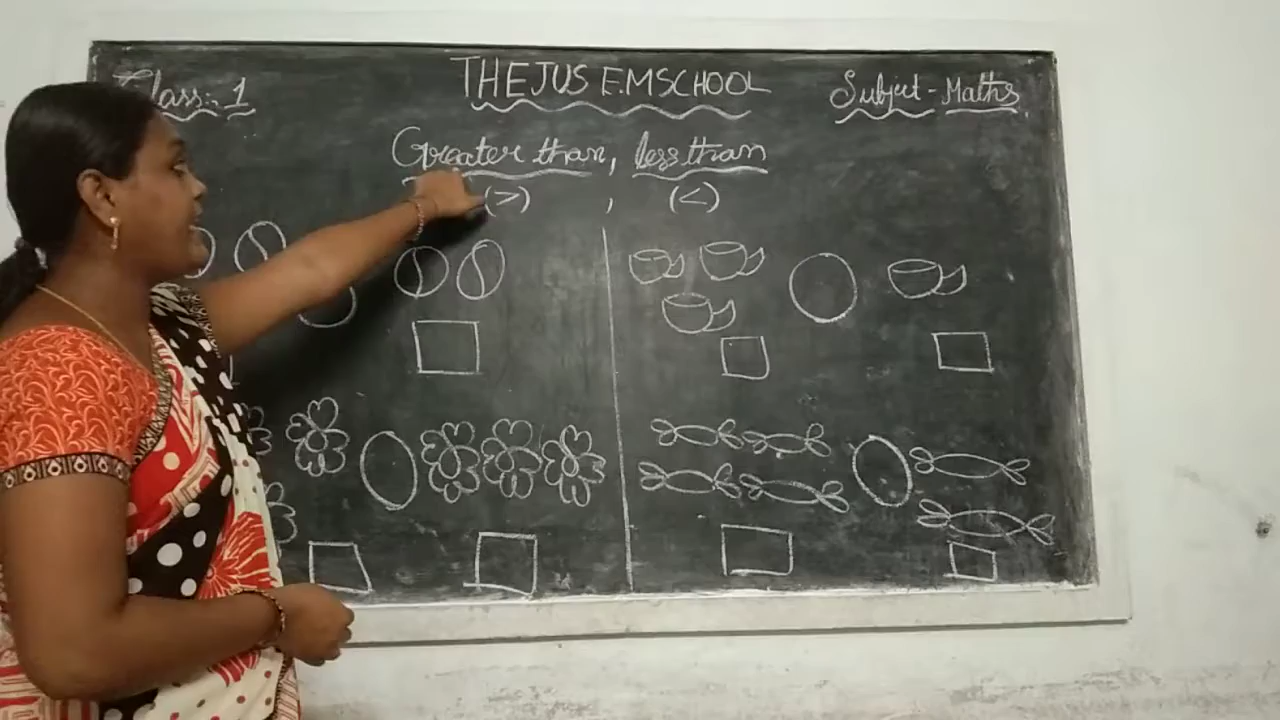 Class:- 1
THEJUS E.M SCHOOL
Subject - Maths
Greater than, less than
(>) , (<)